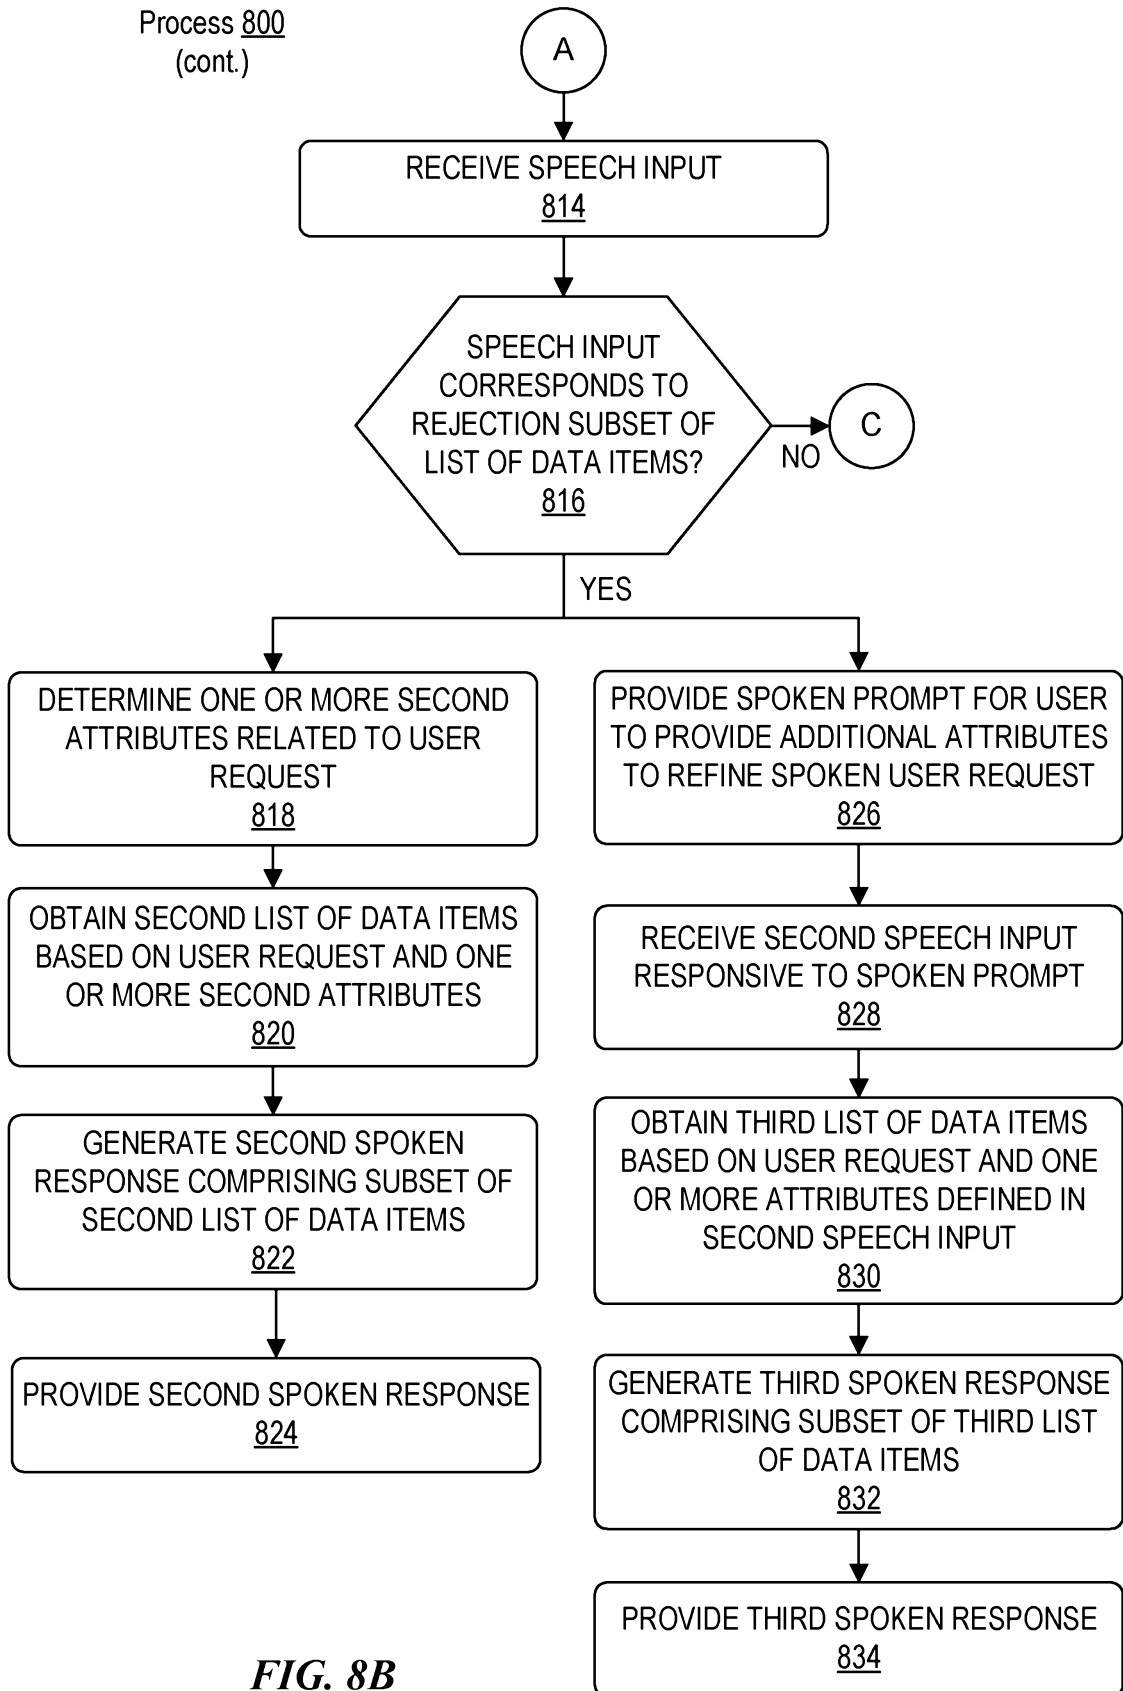 Process 800
(cont.)
A
RECEIVE SPEECH INPUT
814
SPEECH INPUT
CORRESPONDS TO
REJECTION SUBSET OF
LIST OF DATA ITEMS?
816
NO
C
YES
DETERMINE ONE OR MORE SECOND
ATTRIBUTES RELATED TO USER
REQUEST
818
OBTAIN SECOND LIST OF DATA ITEMS
BASED ON USER REQUEST AND ONE
OR MORE SECOND ATTRIBUTES
820
GENERATE SECOND SPOKEN
RESPONSE COMPRISING SUBSET OF
SECOND LIST OF DATA ITEMS
822
PROVIDE SECOND SPOKEN RESPONSE
824
PROVIDE SPOKEN PROMPT FOR USER
TO PROVIDE ADDITIONAL ATTRIBUTES
TO REFINE SPOKEN USER REQUEST
826
RECEIVE SECOND SPEECH INPUT
RESPONSIVE TO SPOKEN PROMPT
828
OBTAIN THIRD LIST OF DATA ITEMS
BASED ON USER REQUEST AND ONE
OR MORE ATTRIBUTES DEFINED IN
SECOND SPEECH INPUT
830
GENERATE THIRD SPOKEN RESPONSE
COMPRISING SUBSET OF THIRD LIST
OF DATA ITEMS
832
PROVIDE THIRD SPOKEN RESPONSE
834
FIG. 8B